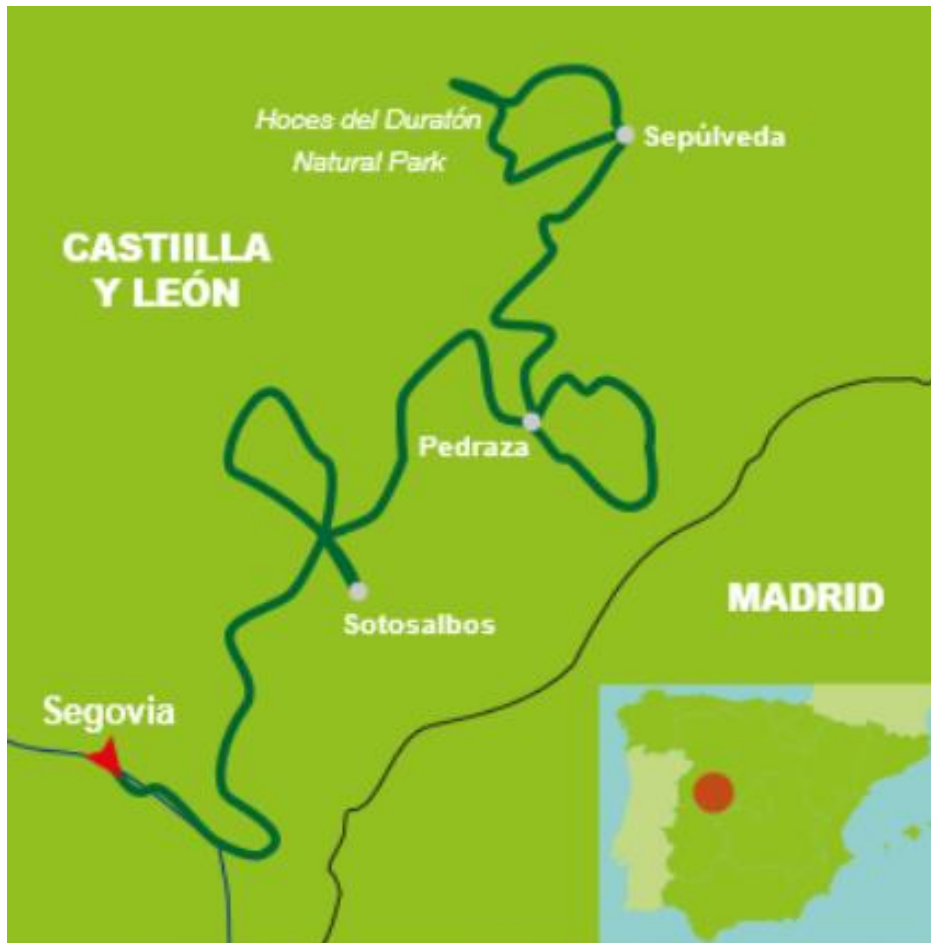 Hoces del Duratón
Natural Park
Sepúlveda
CASTIILLA
Y LEÓN
Pedraza
MADRID
Sotosalbos
Segovia